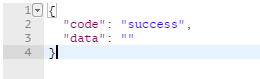 1 {
2 "code": "success",
3 "data": ""
4 }